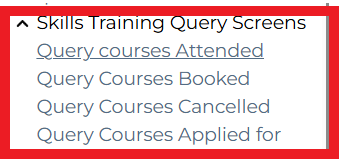 Skills Training Query Screens
Query courses Attended
Query Courses Booked
Query Courses Cancelled
Query Courses Applied for